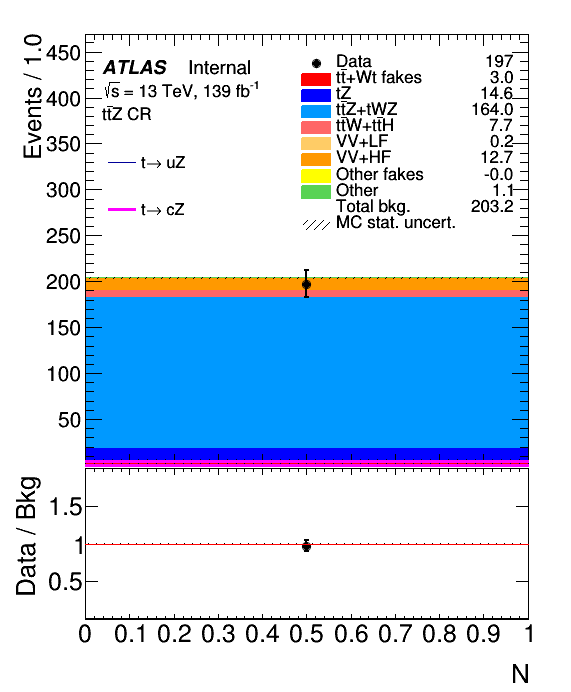 Events / 1.0
450
400
350
300
250
200
150
100
50
ATLAS Internal
√s = 13 TeV, 139 fb⁻¹
tt̄Z CR
t→ uZ
t→ cZ
Data 197
tt̄+Wt fakes 3.0
tZ 14.6
tt̄Z+tWZ 164.0
tt̄W+tt̄H 7.7
VV+LF 0.2
VV+HF 12.7
Other fakes -0.0
Other 1.1
Total bkg. 203.2
MC stat. uncert.
Data / Bkg
1.5
1
0.5
0 0.1 0.2 0.3 0.4 0.5 0.6 0.7 0.8 0.9 1
N